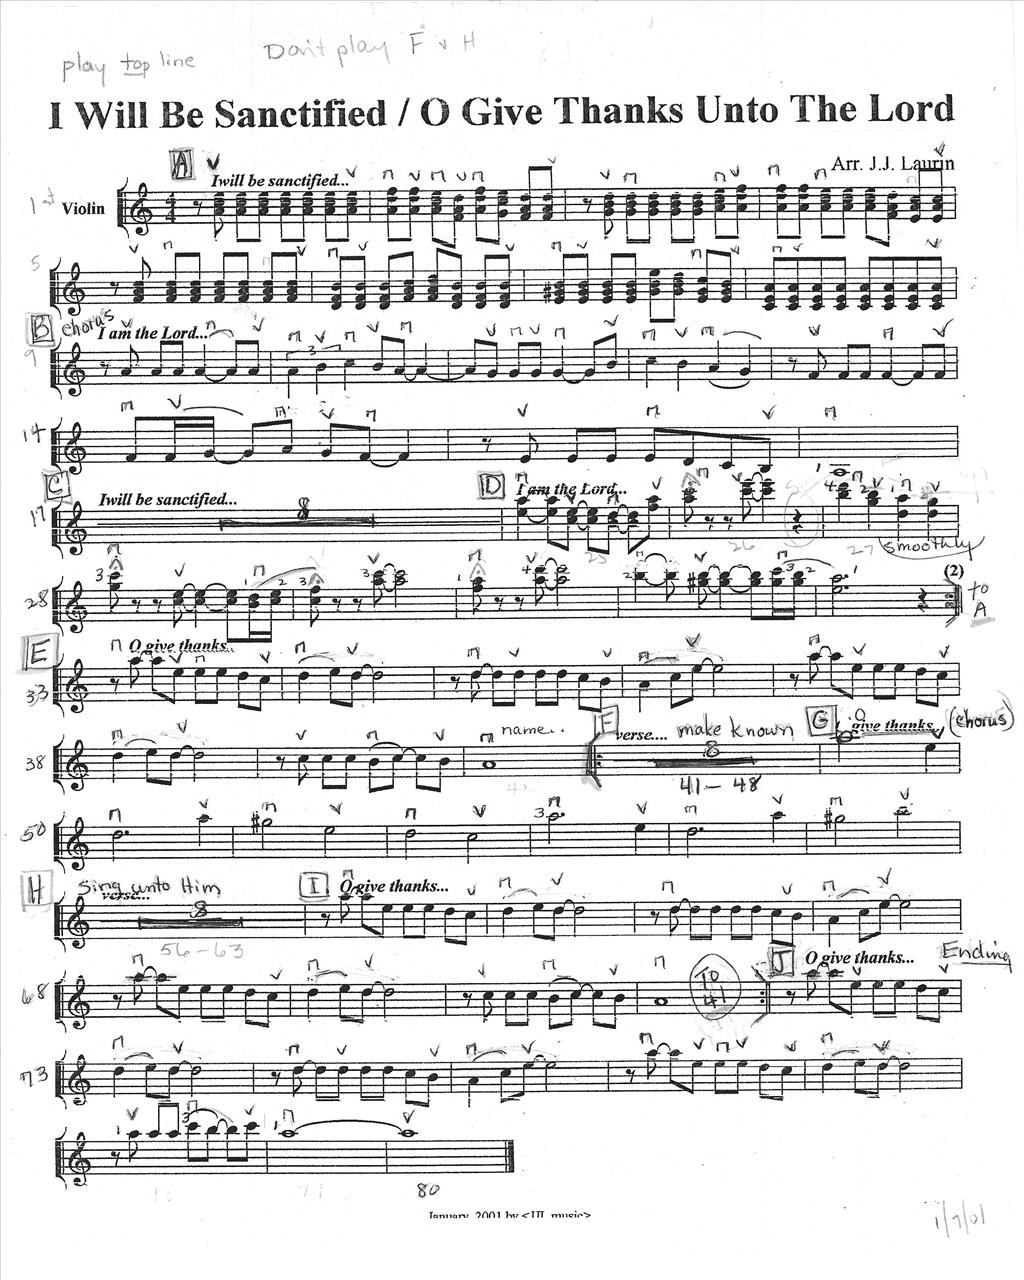 play top line
Don't play F & H
I Will Be Sanctified / O Give Thanks Unto The Lord
Arr. J.J. Laurin
A
Iwill be sanctified...
1st Violin
5
B chorus
I am the Lord...
9
3
14
C
Iwill be sanctified...
D
I am the Lord...
17
8
25
26
27 smoothly
28
(2)
to A
E
O give thanks..
33
name..
F
verse.... make known
G
O give thanks.. (chorus)
38
8
41 - 48
50
H
Sing unto Him
verse...
I
O give thanks...
8
56 - 63
J
O give thanks...
Ending
68
TO 41
73
80
January, 2001 by <JJL music>
1/7/01